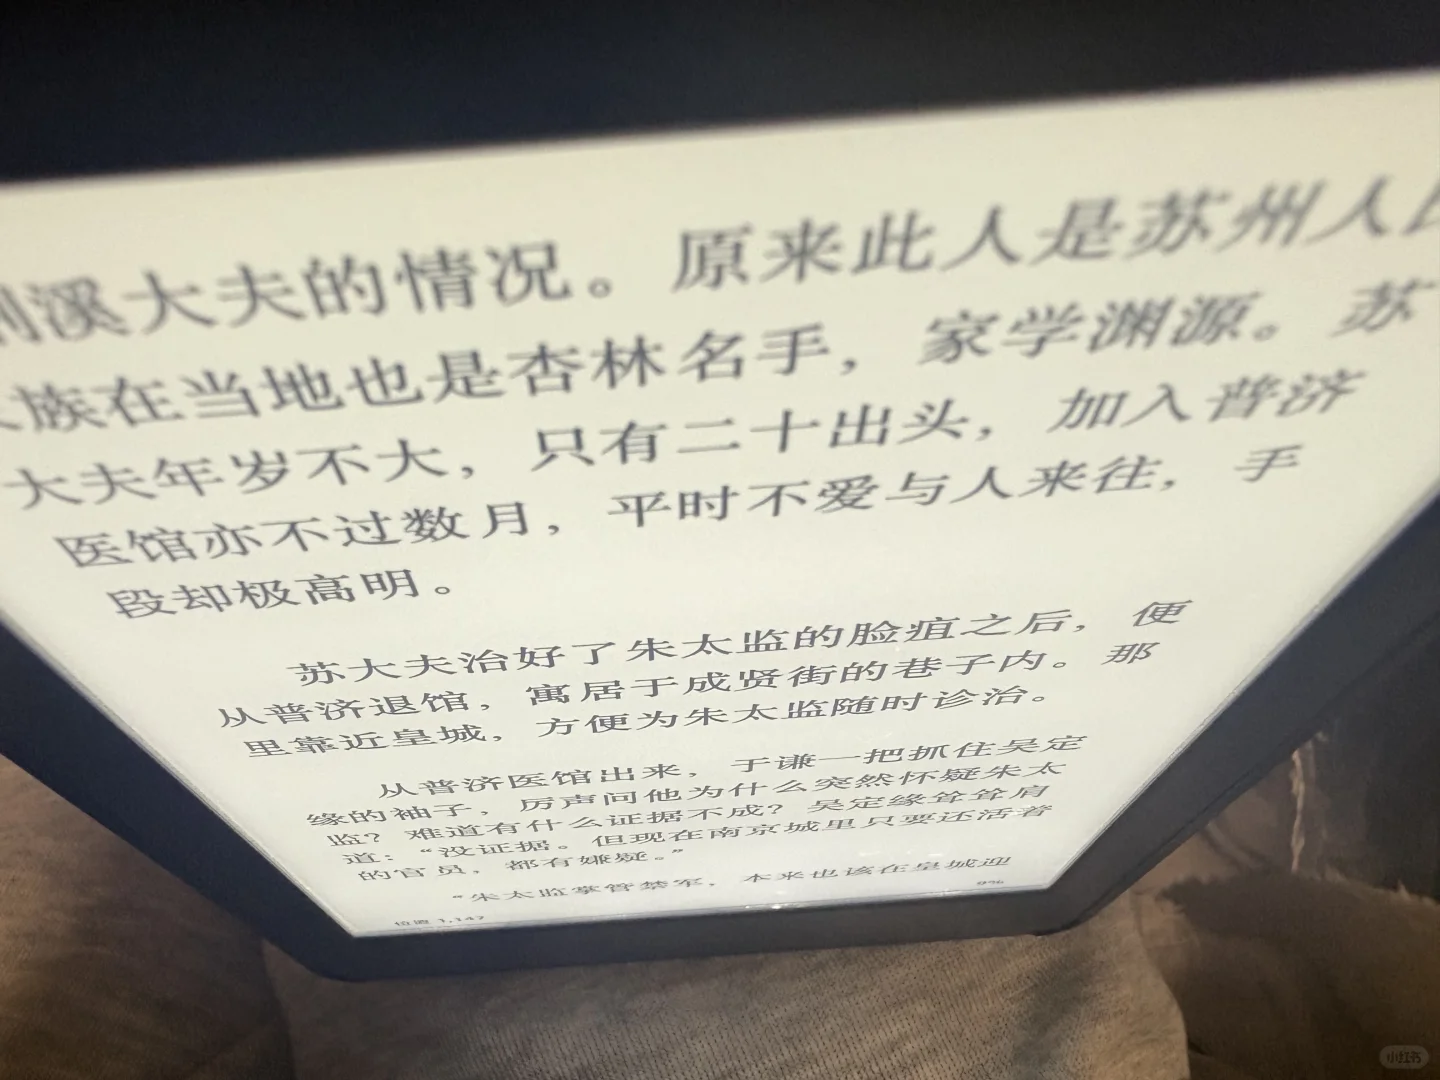 溪大夫的情况。原来此人是苏州人氏
族在当地也是杏林名手，家学渊源。苏
大夫年岁不大，只有二十出头，加入普济
医馆亦不过数月，平时不爱与人来往，手
段却极高明。
苏大夫治好了朱太监的脸疽之后，便
从普济退馆，寓居于成贤街的巷子内。那
里靠近皇城，方便为朱太监随时诊治。
从普济医馆出来，于谦一把抓住吴定
缘的袖子，厉声问他为什么突然怀疑朱太
监？难道有什么证据不成？吴定缘耸耸肩
道：“没证据。但现在南京城里只要还活着
的官员，都有嫌疑。”
“朱太监掌管禁军，本来也该在皇城迎
位置 1,147
9%
小红书